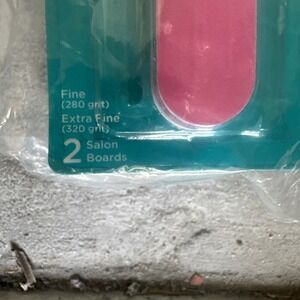 Fine
(280 grit)
Extra Fine
(320 grit)
2 Salon
Boards